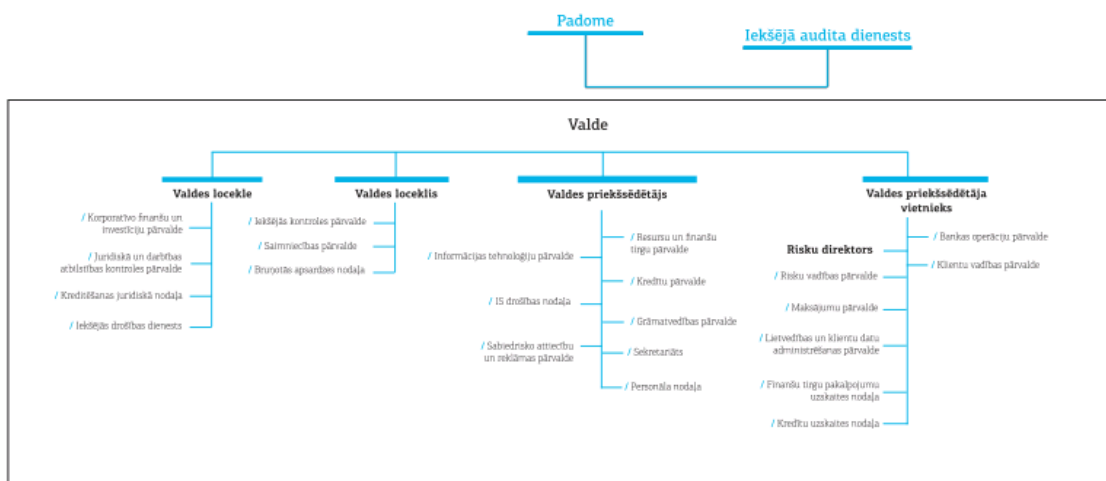 Padome
Iekšējā audita dienests
Valde
Valdes locekle
/ Korporatīvo finanšu un
investīciju pārvalde
/ Juridiskā un darbības
atbilstības kontroles pārvalde
/ Kreditēšanas juridiskā nodaļa
/ Iekšējās drošības dienests
Valdes loceklis
/ Iekšējās kontroles pārvalde
/ Saimniecības pārvalde
/ Bruņotās apsardzes nodaļa
Valdes priekšsēdētājs
/ Resursu un finanšu
tirgu pārvalde
/ Informācijas tehnoloģiju pārvalde
/ Kredītu pārvalde
/ IS drošības nodaļa
/ Grāmatvedības pārvalde
/ Sabiedrisko attiecību
un reklāmas pārvalde
/ Sekretariāts
/ Personāla nodaļa
Valdes priekšsēdētāja
vietnieks
/ Bankas operāciju pārvalde
Risku direktors
/ Klientu vadības pārvalde
/ Risku vadības pārvalde
/ Maksājumu pārvalde
/ Lietvedības un klientu datu
administrēšanas pārvalde
/ Finanšu tirgu pakalpojumu
uzskaites nodaļa
/ Kredītu uzskaites nodaļa